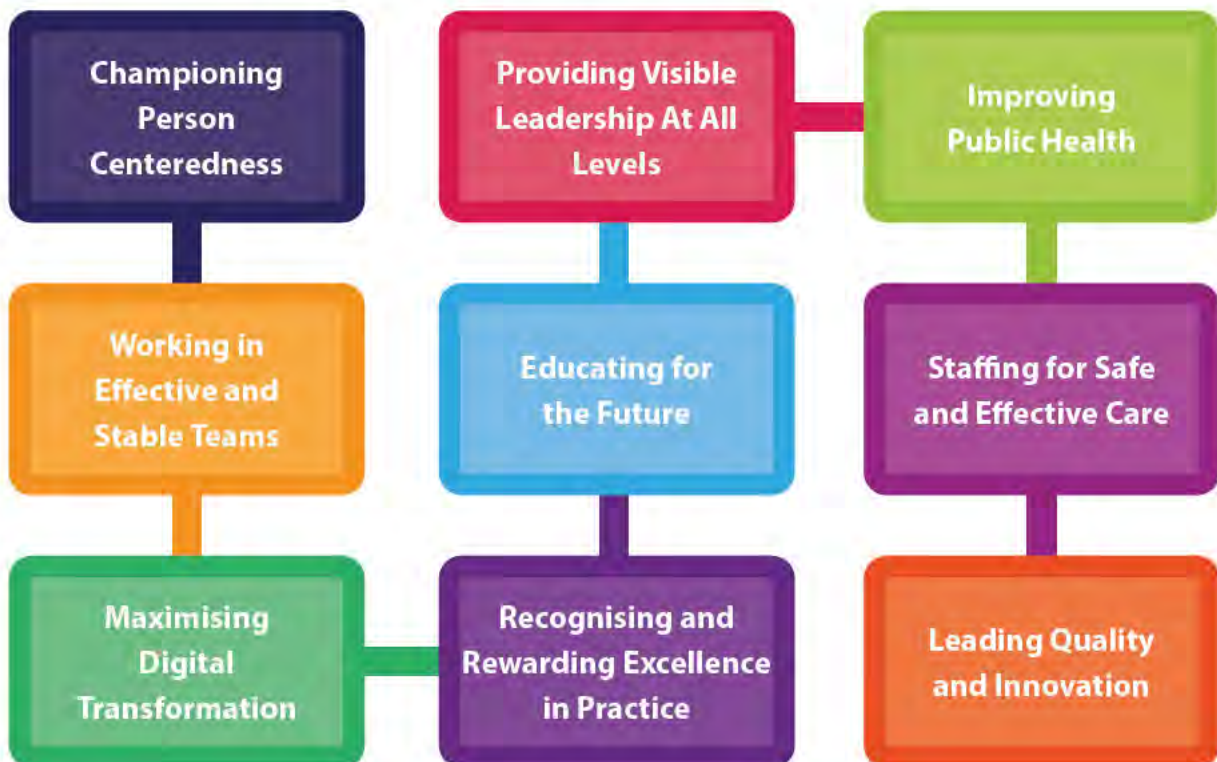 Championing
Person
Centeredness
Providing Visible
Leadership At All
Levels
Improving
Public Health
Working in
Effective and
Stable Teams
Educating for
the Future
Staffing for Safe
and Effective Care
Maximising
Digital
Transformation
Recognising and
Rewarding Excellence
in Practice
Leading Quality
and Innovation